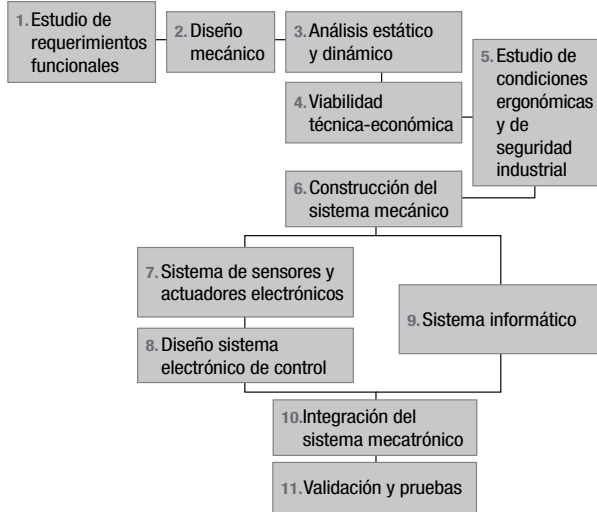 1. Estudio de
requerimientos
funcionales
2. Diseño
mecánico
3. Análisis estático
y dinámico
4. Viabilidad
técnica-económica
5. Estudio de
condiciones
ergonómicas
y de
seguridad
industrial
6. Construcción del
sistema mecánico
7. Sistema de sensores y
actuadores electrónicos
8. Diseño sistema
electrónico de control
9. Sistema informático
10. Integración del
sistema mecatrónico
11. Validación y pruebas